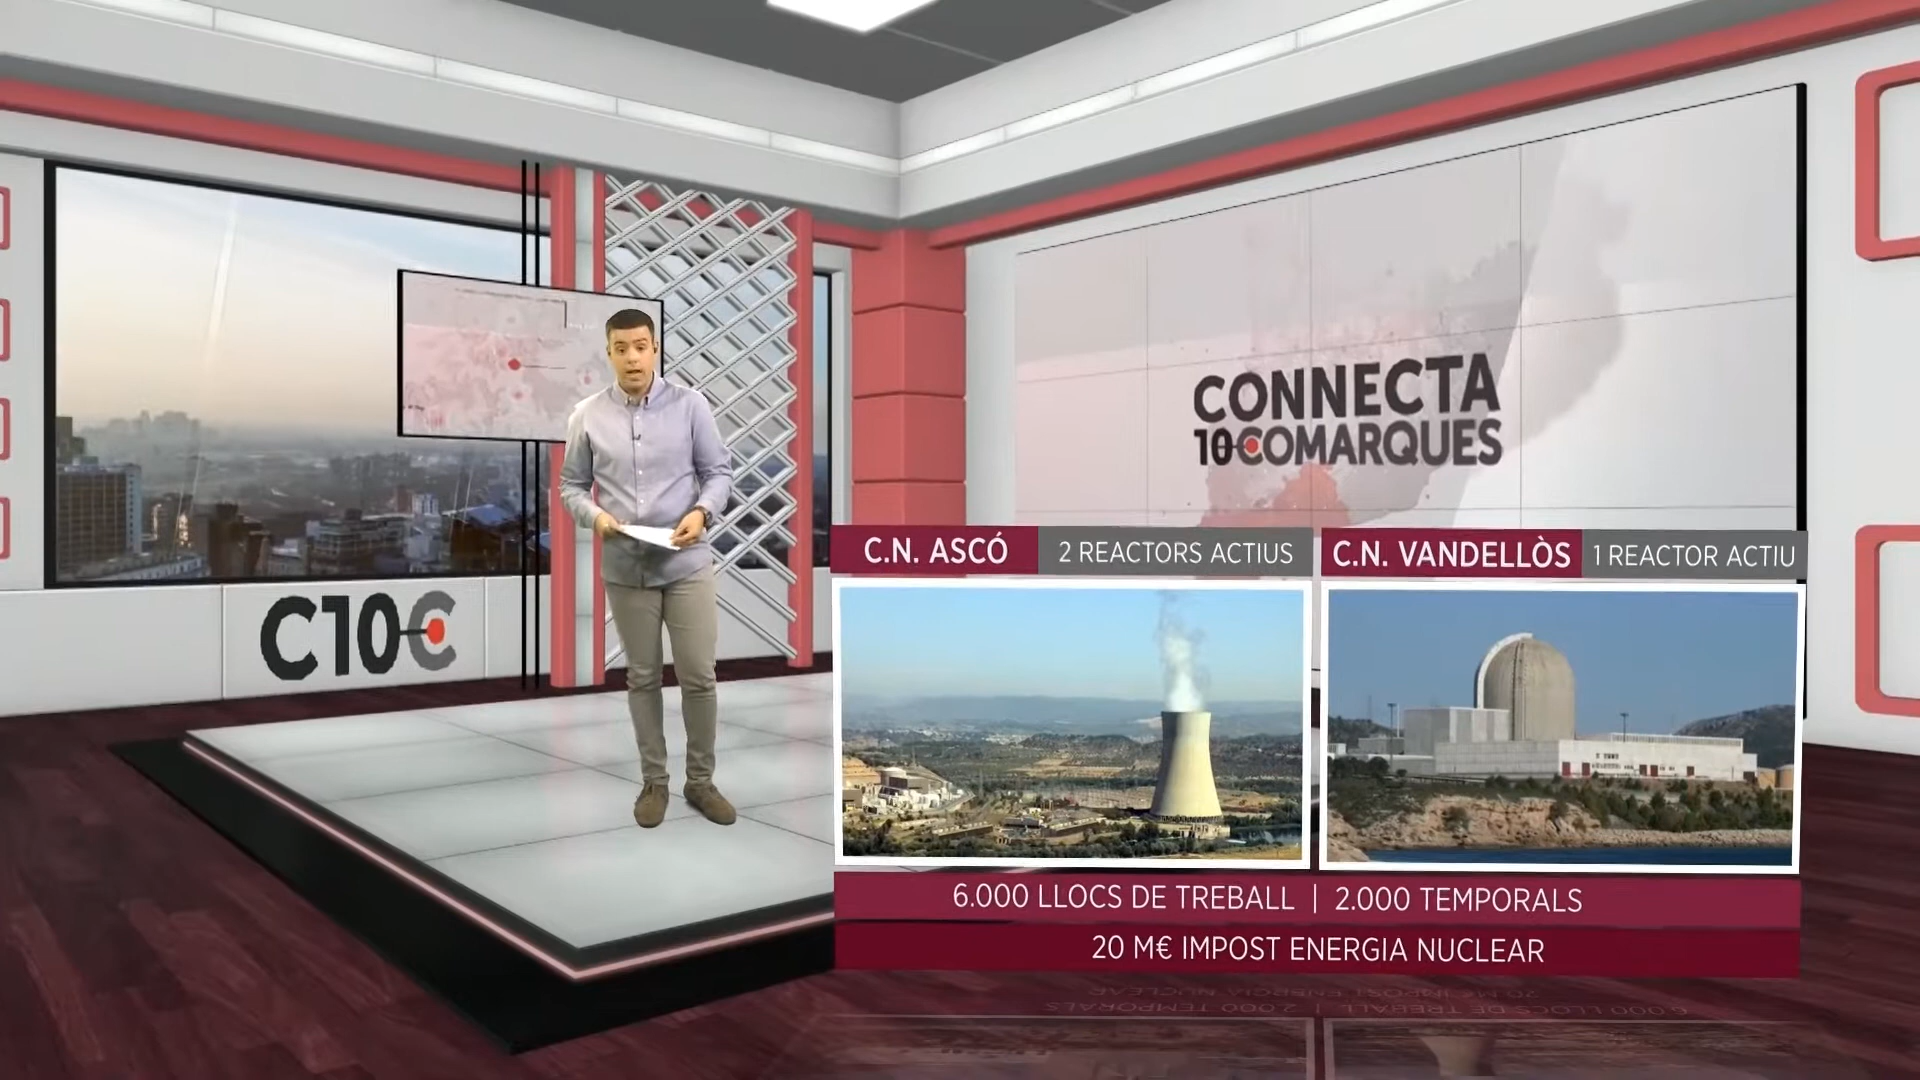 CONNECTA
10COMARQUES
C10C
C.N. ASCÓ
2 REACTORS ACTIUS
C.N. VANDELLÒS
1 REACTOR ACTIU
6.000 LLOCS DE TREBALL | 2.000 TEMPORALS
20 M€ IMPOST ENERGIA NUCLEAR